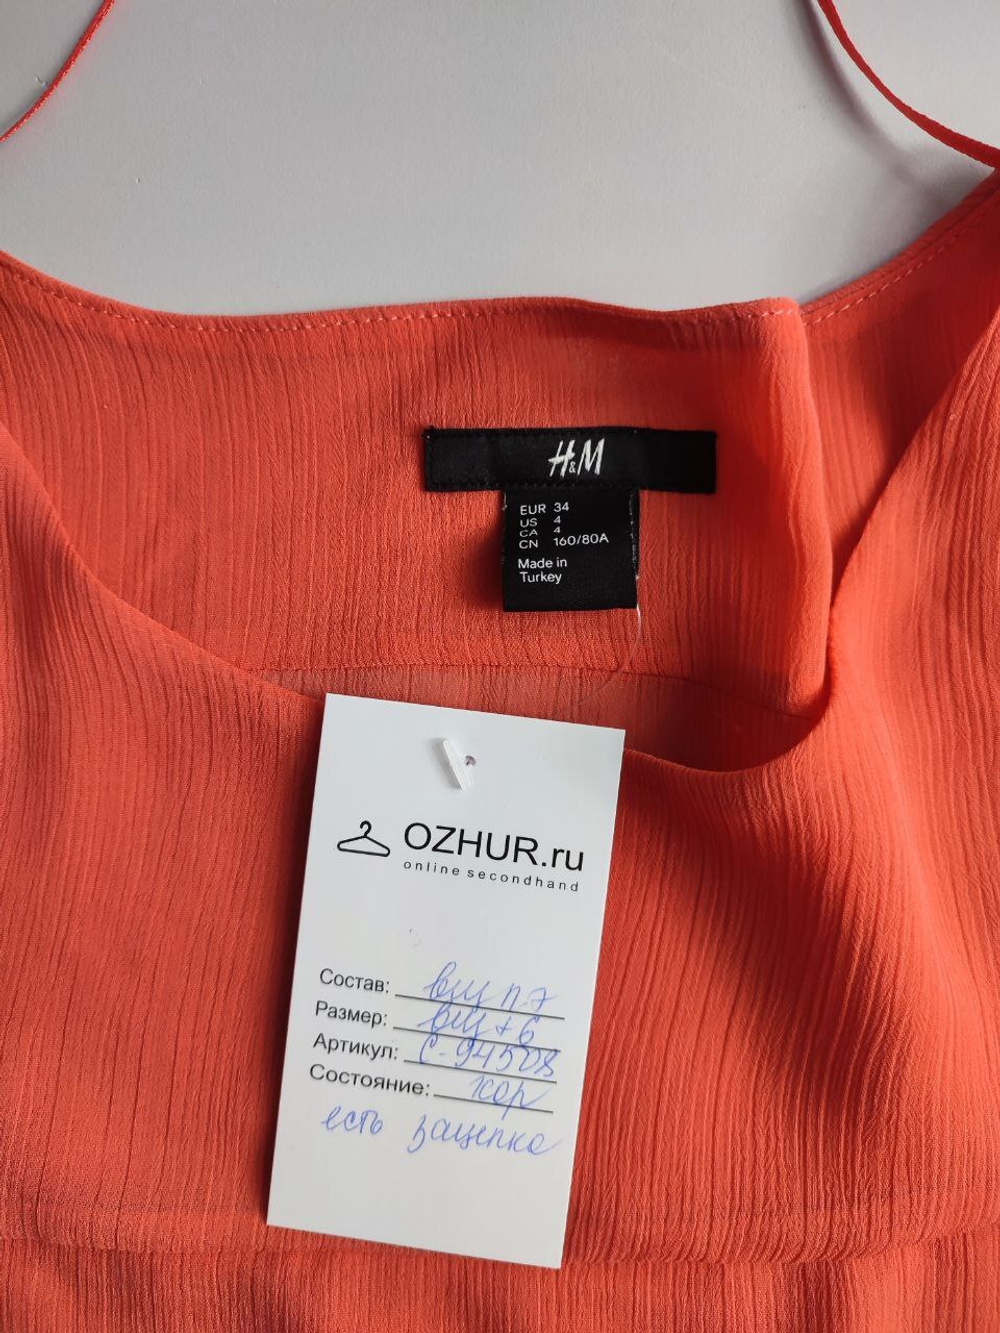 H&M
EUR 34
US 4
CA 4
CN 160/80A
Made in
Turkey
OZHUR.ru
online secondhand
Состав:
Размер:
Артикул: С-94508
Состояние: хор
есть зацепка